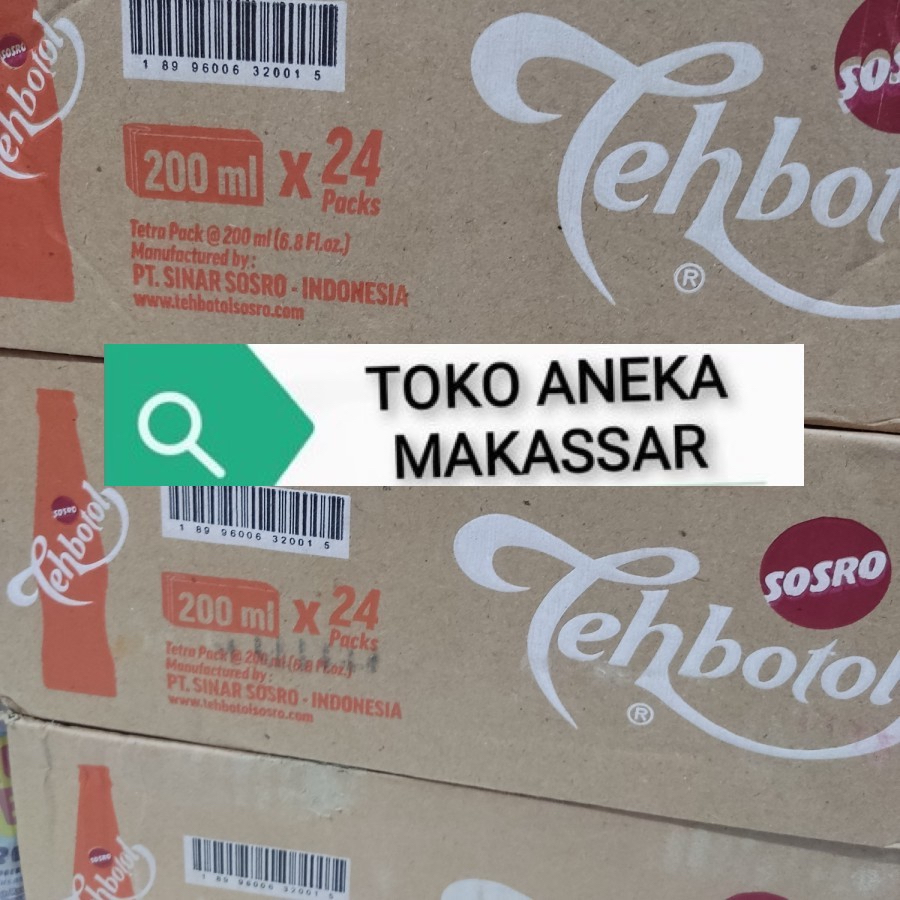 SOSRO
Tehbotol
1 89 96006 32001 5
200 ml x 24
Packs
Tetra Pack @ 200 ml (6.8 Fl.oz.)
Manufactured by:
PT. SINAR SOSRO - INDONESIA
www.tehbotolsosro.com
Tehbotol
®
TOKO ANEKA
MAKASSAR
SOSRO
Tehbotol
1 89 96006 32001 5
200 ml x 24
Packs
Tetra Pack @ 200 ml (6.8 Fl.oz.)
Manufactured by:
PT. SINAR SOSRO - INDONESIA
www.tehbotolsosro.com
SOSRO
Tehbotol
®
SOSRO
Tehbotol
1 89 96006 32001 5